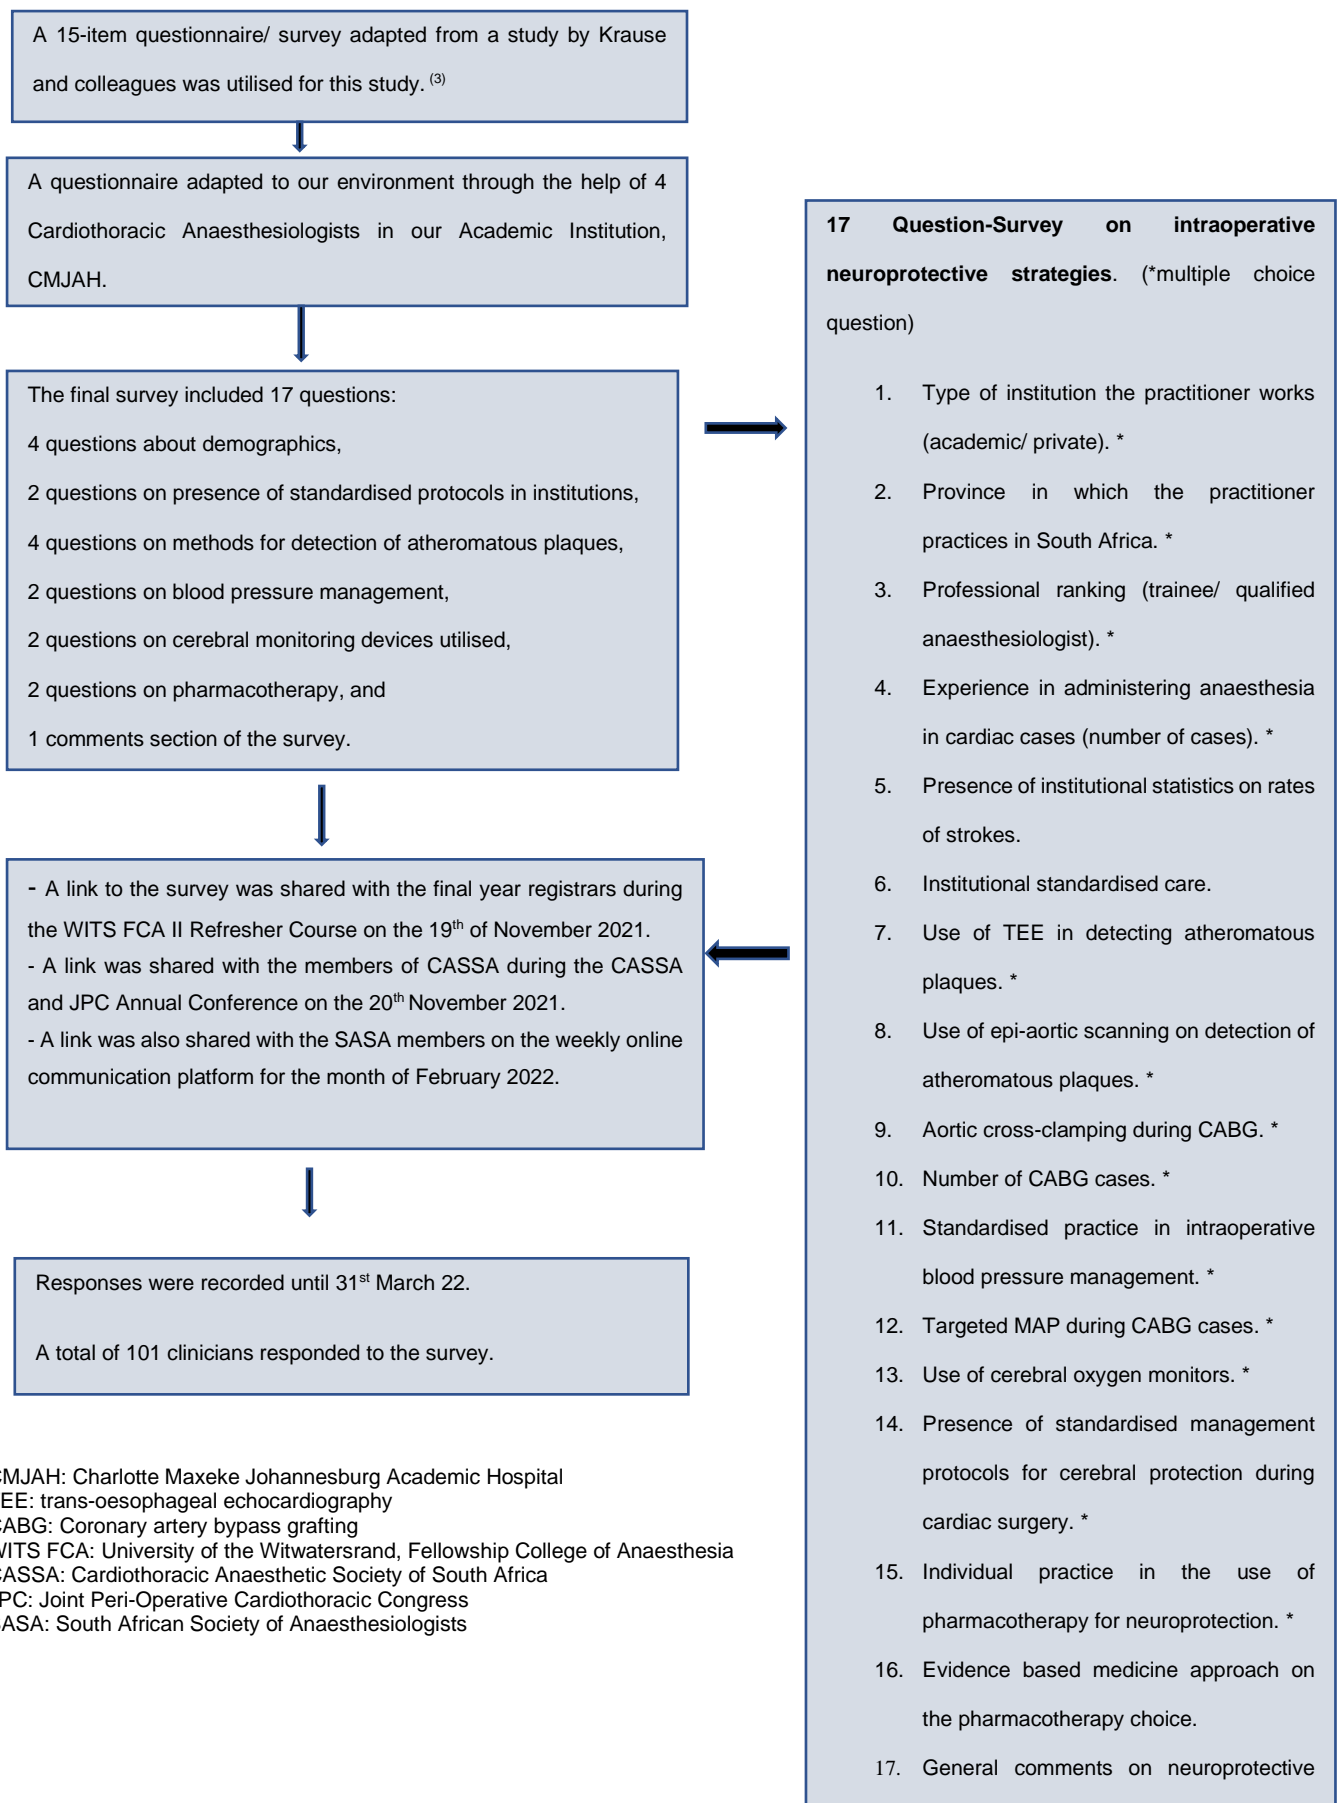 A 15-item questionnaire/ survey adapted from a study by Krause
and colleagues was utilised for this study. (3)
A questionnaire adapted to our environment through the help of 4
Cardiothoracic Anaesthesiologists in our Academic Institution,
CMJAH.
The final survey included 17 questions:
4 questions about demographics,
2 questions on presence of standardised protocols in institutions,
4 questions on methods for detection of atheromatous plaques,
2 questions on blood pressure management,
2 questions on cerebral monitoring devices utilised,
2 questions on pharmacotherapy, and
1 comments section of the survey.
- A link to the survey was shared with the final year registrars during
the WITS FCA II Refresher Course on the 19th of November 2021.
- A link was shared with the members of CASSA during the CASSA
and JPC Annual Conference on the 20th November 2021.
- A link was also shared with the SASA members on the weekly online
communication platform for the month of February 2022.
Responses were recorded until 31st March 22.
A total of 101 clinicians responded to the survey.
17 Question-Survey on intraoperative
neuroprotective strategies. (*multiple choice
question)
1. Type of institution the practitioner works
(academic/ private). *
2. Province in which the practitioner
practices in South Africa. *
3. Professional ranking (trainee/ qualified
anaesthesiologist). *
4. Experience in administering anaesthesia
in cardiac cases (number of cases). *
5. Presence of institutional statistics on rates
of strokes.
6. Institutional standardised care.
7. Use of TEE in detecting atheromatous
plaques. *
8. Use of epi-aortic scanning on detection of
atheromatous plaques. *
9. Aortic cross-clamping during CABG. *
10. Number of CABG cases. *
11. Standardised practice in intraoperative
blood pressure management. *
12. Targeted MAP during CABG cases. *
13. Use of cerebral oxygen monitors. *
14. Presence of standardised management
protocols for cerebral protection during
cardiac surgery. *
15. Individual practice in the use of
pharmacotherapy for neuroprotection. *
16. Evidence based medicine approach on
the pharmacotherapy choice.
17. General comments on neuroprotective
CMJAH: Charlotte Maxeke Johannesburg Academic Hospital
TEE: trans-oesophageal echocardiography
CABG: Coronary artery bypass grafting
WITS FCA: University of the Witwatersrand, Fellowship College of Anaesthesia
CASSA: Cardiothoracic Anaesthetic Society of South Africa
JPC: Joint Peri-Operative Cardiothoracic Congress
SASA: South African Society of Anaesthesiologists